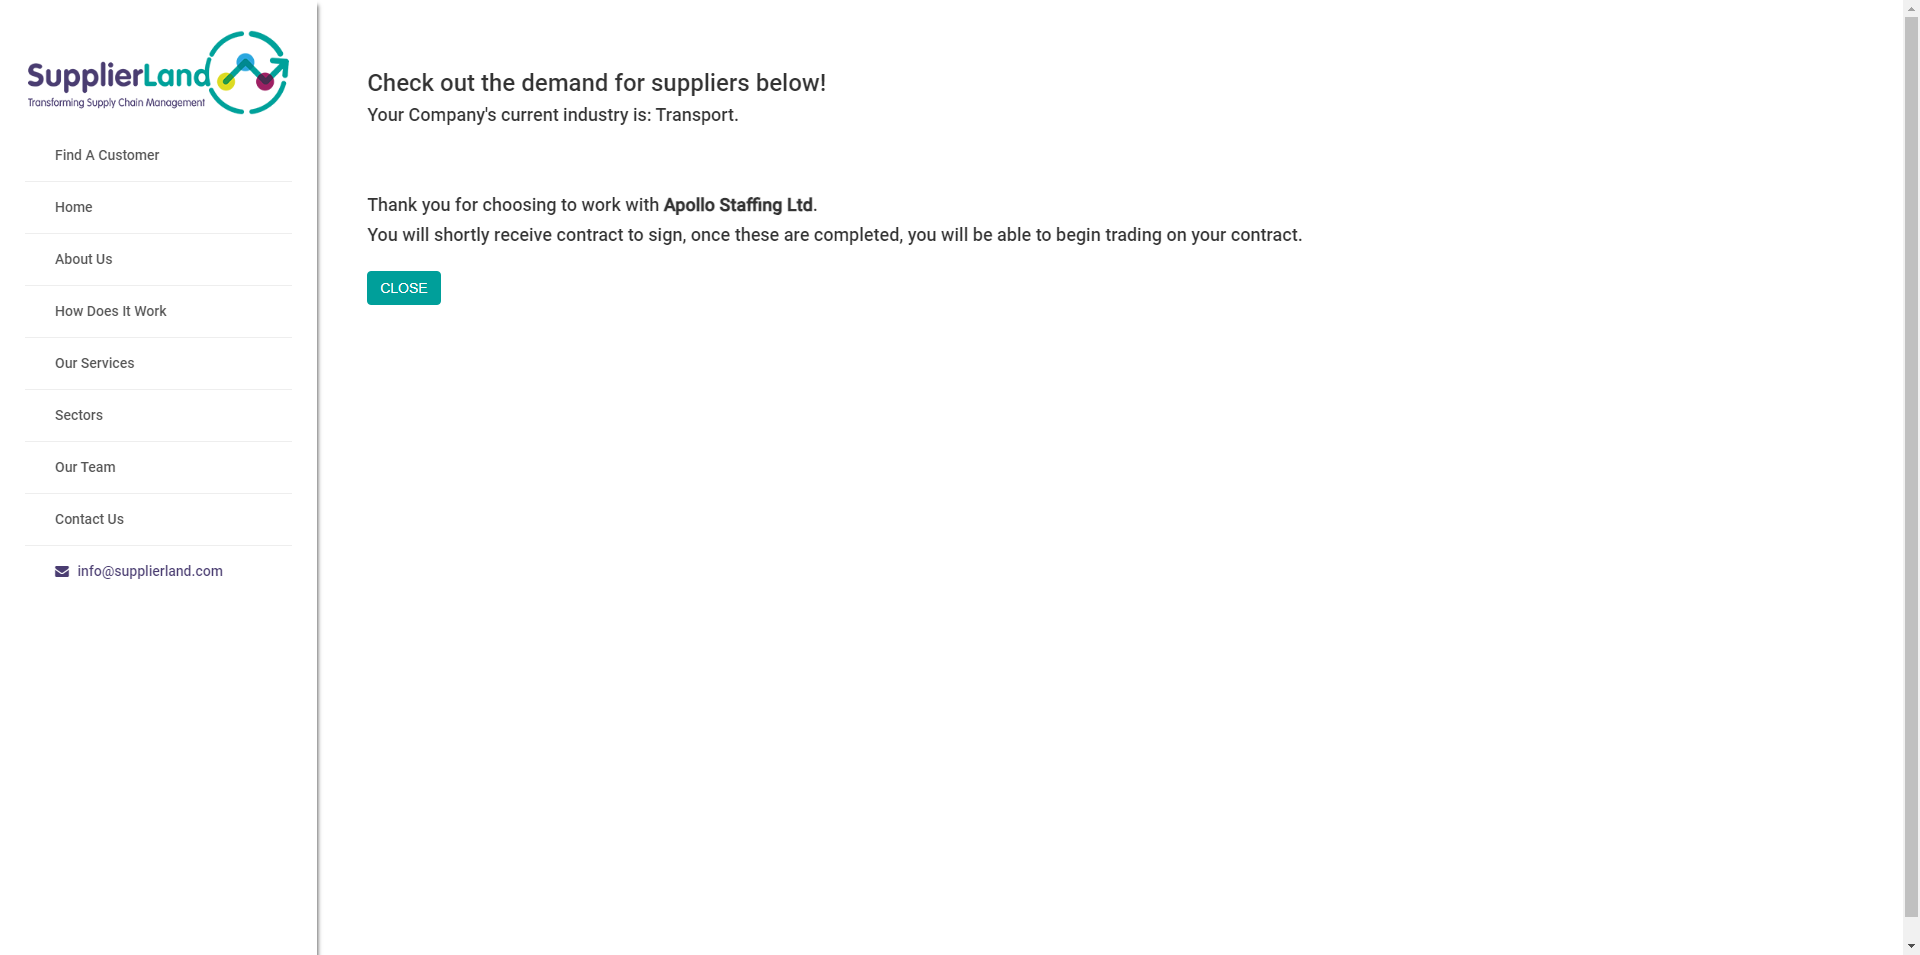 SupplierLand
Transforming Supply Chain Management
Find A Customer
Home
About Us
How Does It Work
Our Services
Sectors
Our Team
Contact Us
info@supplierland.com
Check out the demand for suppliers below!
Your Company's current industry is: Transport.
Thank you for choosing to work with Apollo Staffing Ltd.
You will shortly receive contract to sign, once these are completed, you will be able to begin trading on your contract.
CLOSE